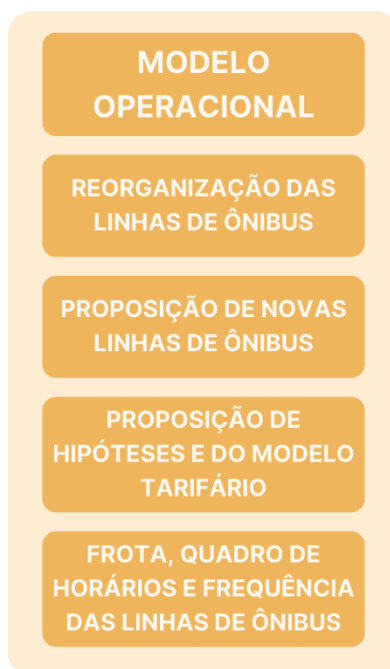 MODELO
OPERACIONAL
REORGANIZAÇÃO DAS
LINHAS DE ÔNIBUS
PROPOSIÇÃO DE NOVAS
LINHAS DE ÔNIBUS
PROPOSIÇÃO DE
HIPÓTESES E DO MODELO
TARIFÁRIO
FROTA, QUADRO DE
HORÁRIOS E FREQUÊNCIA
DAS LINHAS DE ÔNIBUS